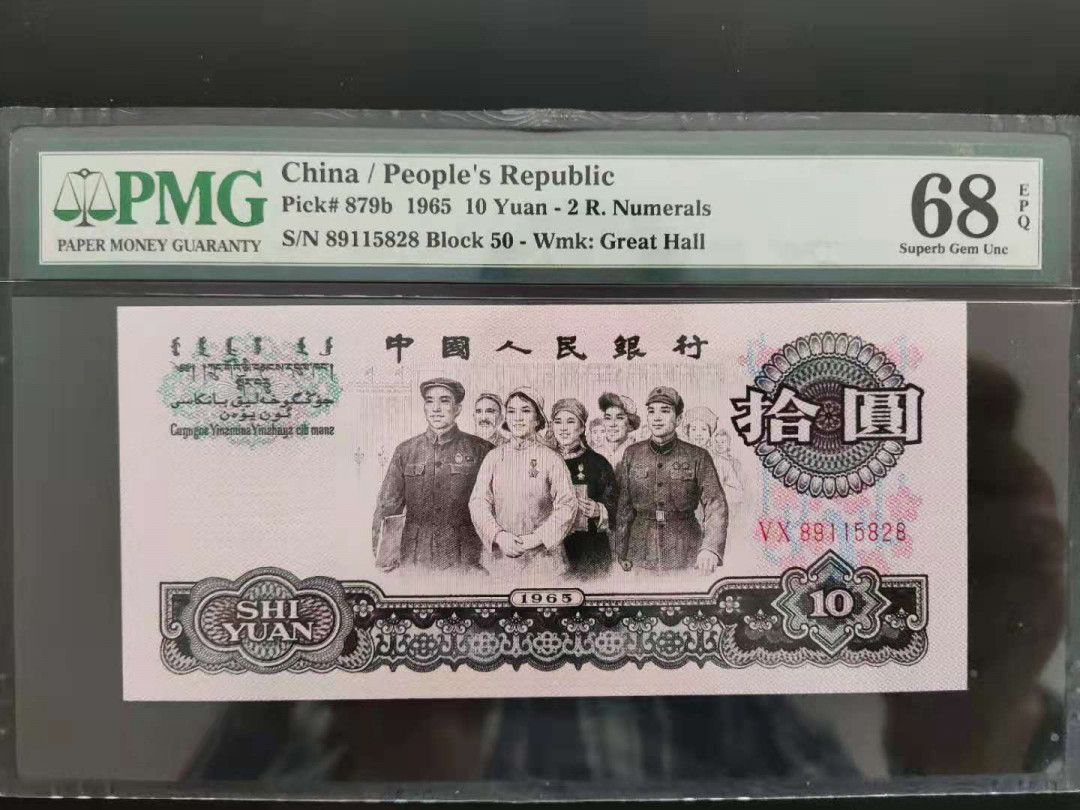 PMG
PAPER MONEY GUARANTY
China / People's Republic
Pick# 879b 1965 10 Yuan - 2 R. Numerals
S/N 89115828 Block 50 - Wmk: Great Hall
68
EPQ
Superb Gem Unc
中國人民銀行
جۇڭگوخەلىق بانكاسى
拾圓
VX 89115828
1965
SHI
YUAN
10